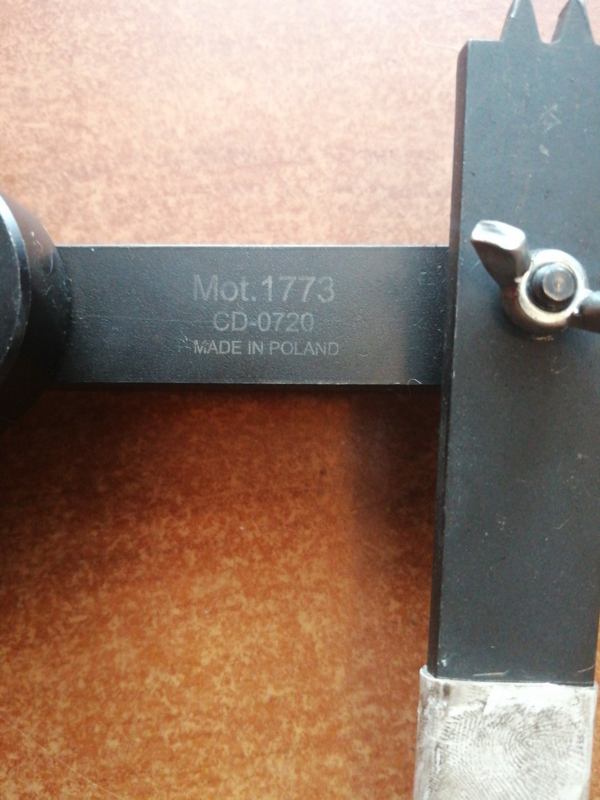 Mot.1773
CD-0720
MADE IN POLAND